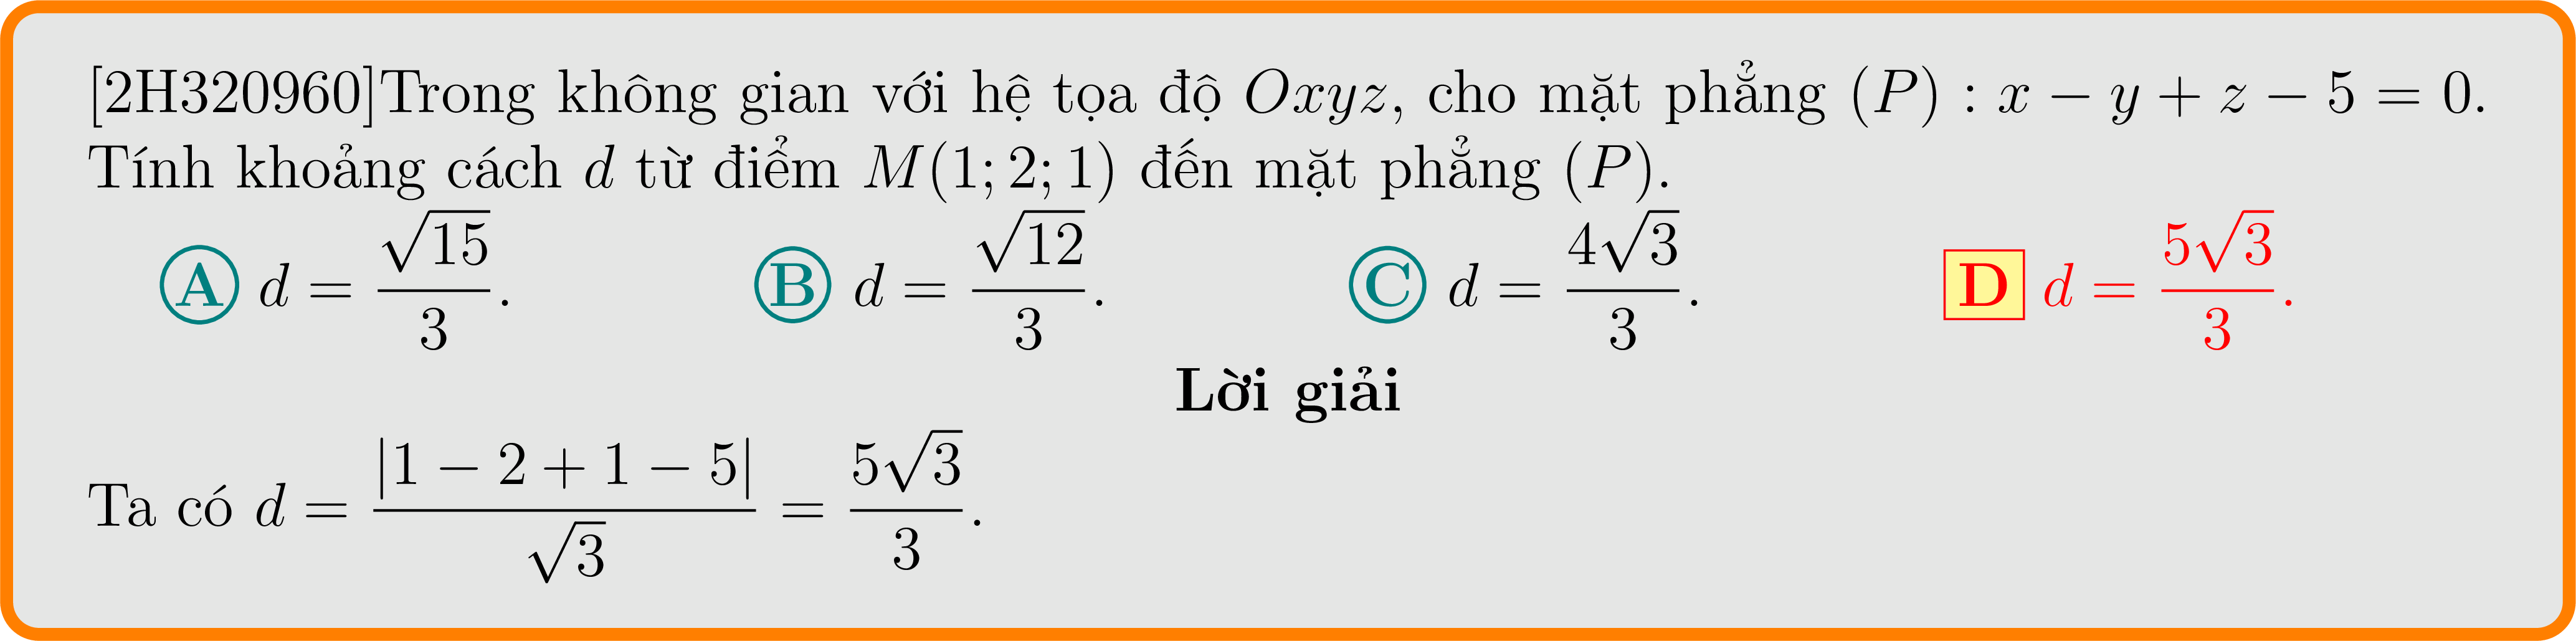 [2H320960]Trong không gian với hệ tọa độ Oxyz, cho mặt phẳng (P) : x − y + z − 5 = 0.
Tính khoảng cách d từ điểm M(1; 2; 1) đến mặt phẳng (P).
A d = \frac{\sqrt{15}}{3}. B d = \frac{\sqrt{12}}{3}. C d = \frac{4\sqrt{3}}{3}. D d = \frac{5\sqrt{3}}{3}.
Lời giải
Ta có d = \frac{|1 − 2 + 1 − 5|}{\sqrt{3}} = \frac{5\sqrt{3}}{3}.